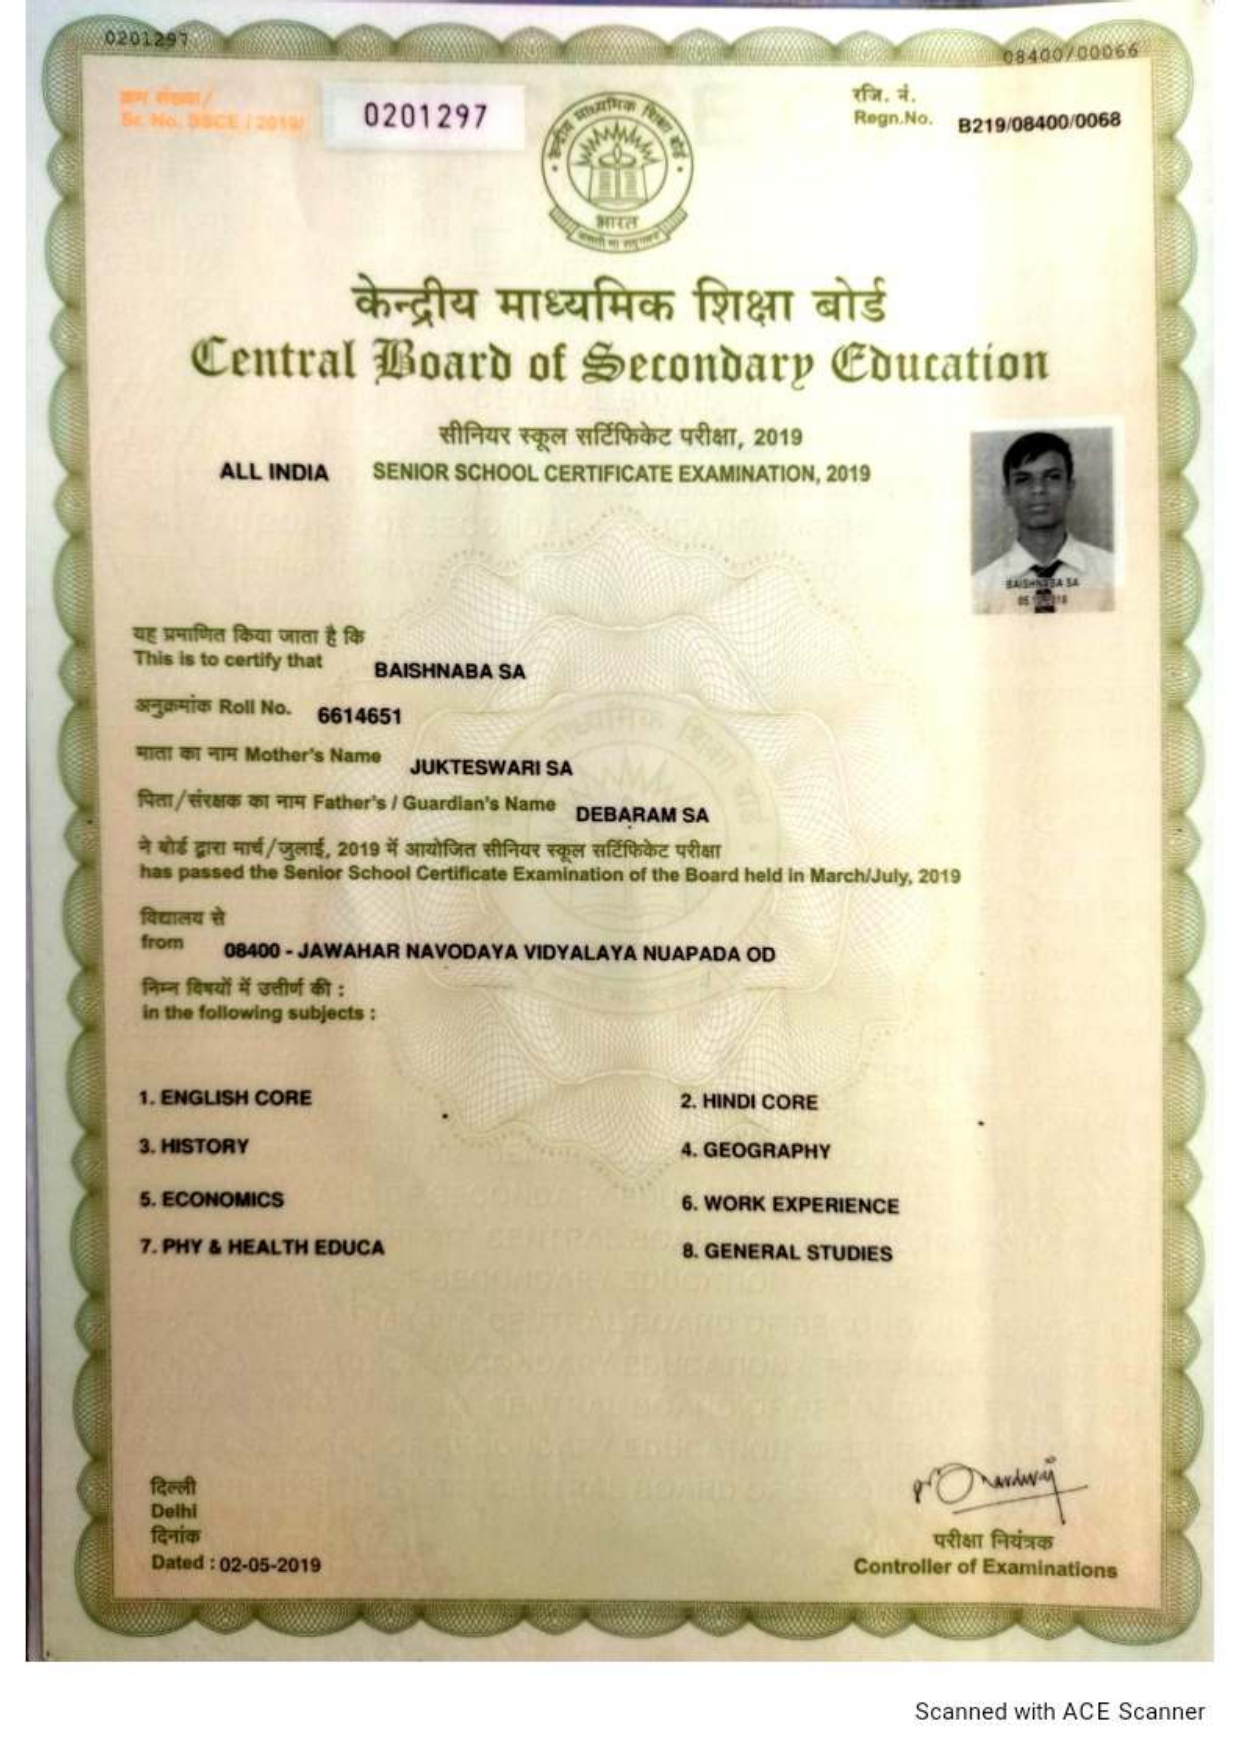 0201297
08400/00066
क्रम संख्या /
Sr. No. SSCE / 2019/
0201297
रजि. नं.
Regn.No. B219/08400/0068
केन्द्रीय माध्यमिक शिक्षा बोर्ड
भारत
केन्द्रीय माध्यमिक शिक्षा बोर्ड
Central Board of Secondary Education
सीनियर स्कूल सर्टिफिकेट परीक्षा, 2019
ALL INDIA SENIOR SCHOOL CERTIFICATE EXAMINATION, 2019
BAISHNABA SA
यह प्रमाणित किया जाता है कि
This is to certify that BAISHNABA SA
अनुक्रमांक Roll No. 6614651
माता का नाम Mother's Name JUKTESWARI SA
पिता/संरक्षक का नाम Father's / Guardian's Name DEBARAM SA
ने बोर्ड द्वारा मार्च/जुलाई, 2019 में आयोजित सीनियर स्कूल सर्टिफिकेट परीक्षा
has passed the Senior School Certificate Examination of the Board held in March/July, 2019
विद्यालय से
from 08400 - JAWAHAR NAVODAYA VIDYALAYA NUAPADA OD
निम्न विषयों में उत्तीर्ण की :
in the following subjects :
1. ENGLISH CORE 2. HINDI CORE
3. HISTORY 4. GEOGRAPHY
5. ECONOMICS 6. WORK EXPERIENCE
7. PHY & HEALTH EDUCA 8. GENERAL STUDIES
दिल्ली
Delhi
दिनांक
Dated : 02-05-2019
परीक्षा नियंत्रक
Controller of Examinations
Scanned with ACE Scanner